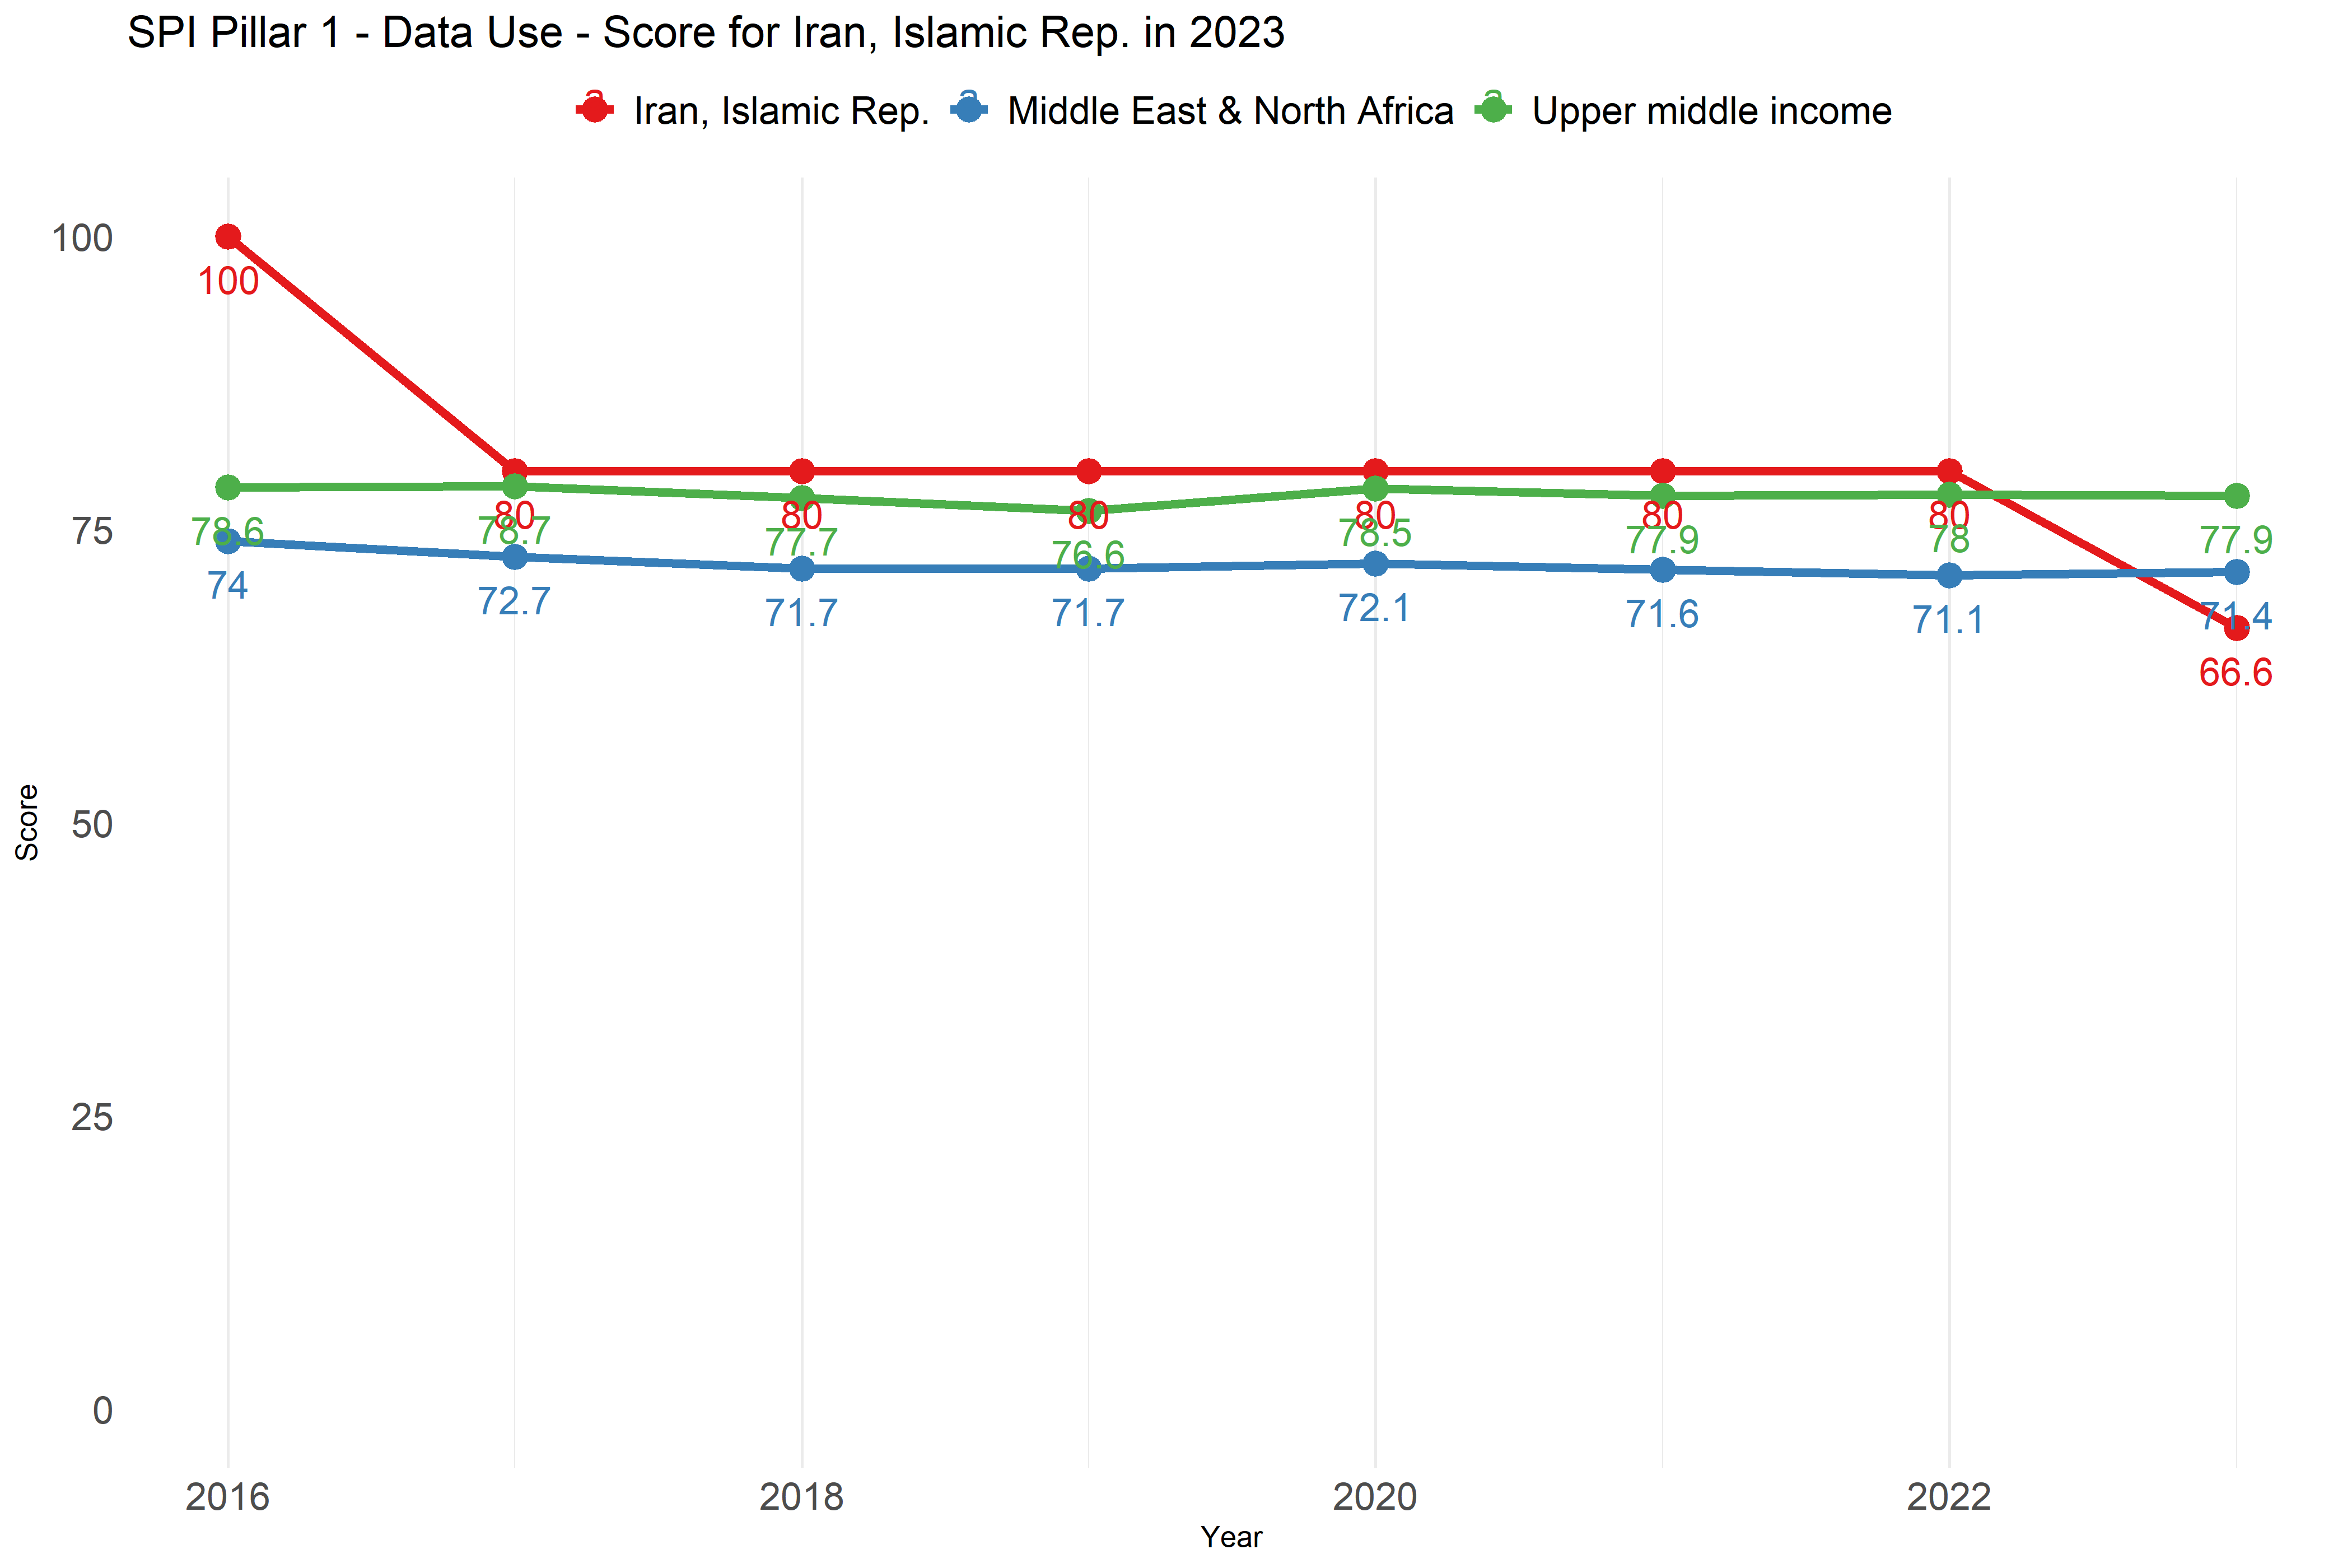 SPI Pillar 1 - Data Use - Score for Iran, Islamic Rep. in 2023
a Iran, Islamic Rep. a Middle East & North Africa a Upper middle income
100
100
80 80 80 80 80 80
78.6 78.7 77.7 76.6 78.5 77.9 78 77.9
75
74 72.7 71.7 71.7 72.1 71.6 71.1 71.4
66.6
Score
50
25
0
2016 2018 2020 2022
Year